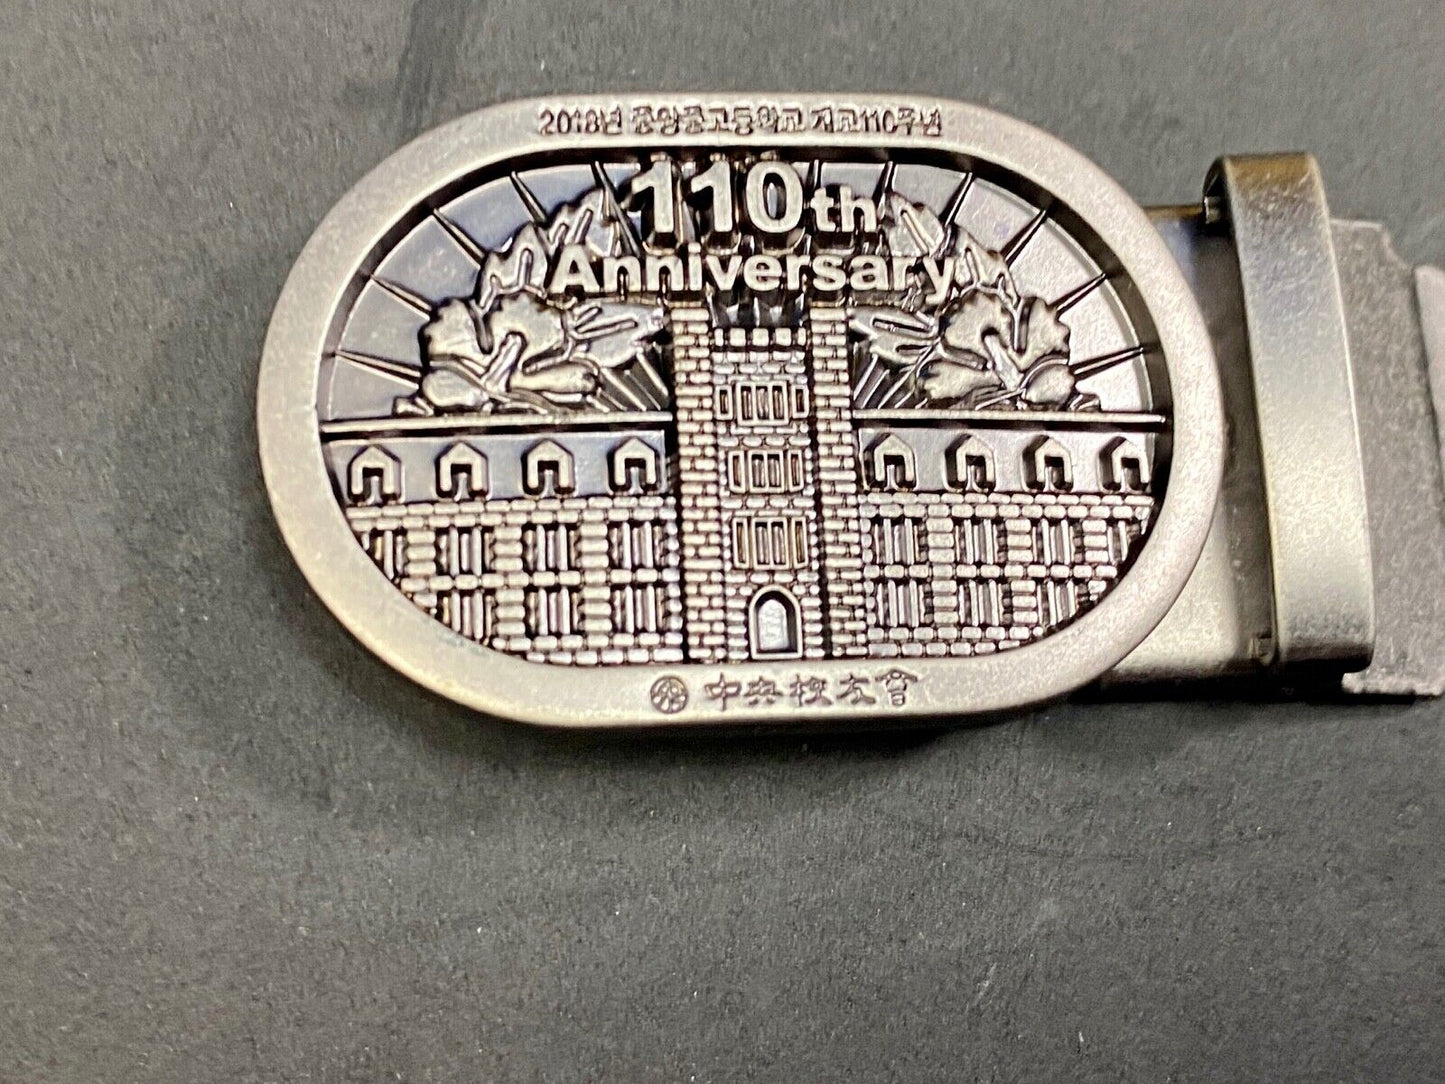 2018년 중앙중고등학교 개교110주년
110th
Anniversary
中央校友會